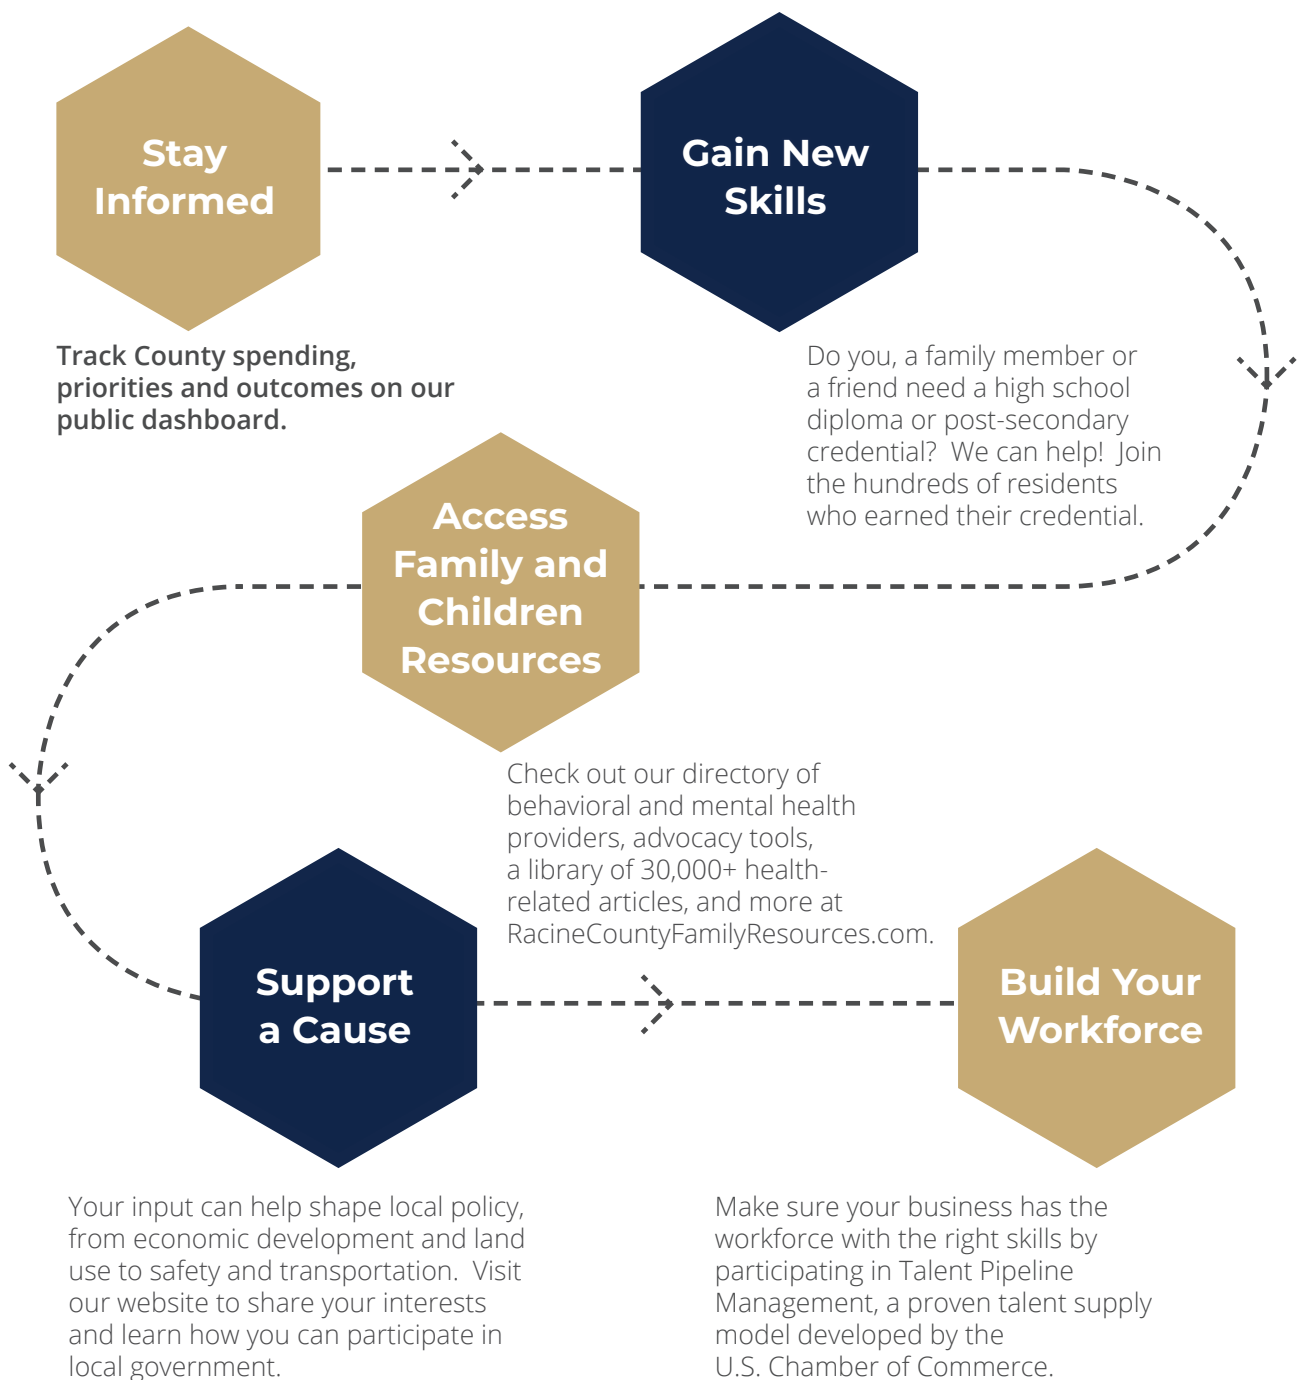 Stay
Informed
Track County spending,
priorities and outcomes on our
public dashboard.
Gain New
Skills
Do you, a family member or
a friend need a high school
diploma or post-secondary
credential?  We can help!  Join
the hundreds of residents
who earned their credential.
Access
Family and
Children
Resources
Check out our directory of
behavioral and mental health
providers, advocacy tools,
a library of 30,000+ health-
related articles, and more at
RacineCountyFamilyResources.com.
Support
a Cause
Your input can help shape local policy,
from economic development and land
use to safety and transportation.  Visit
our website to share your interests
and learn how you can participate in
local government.
Build Your
Workforce
Make sure your business has the
workforce with the right skills by
participating in Talent Pipeline
Management, a proven talent supply
model developed by the
U.S. Chamber of Commerce.